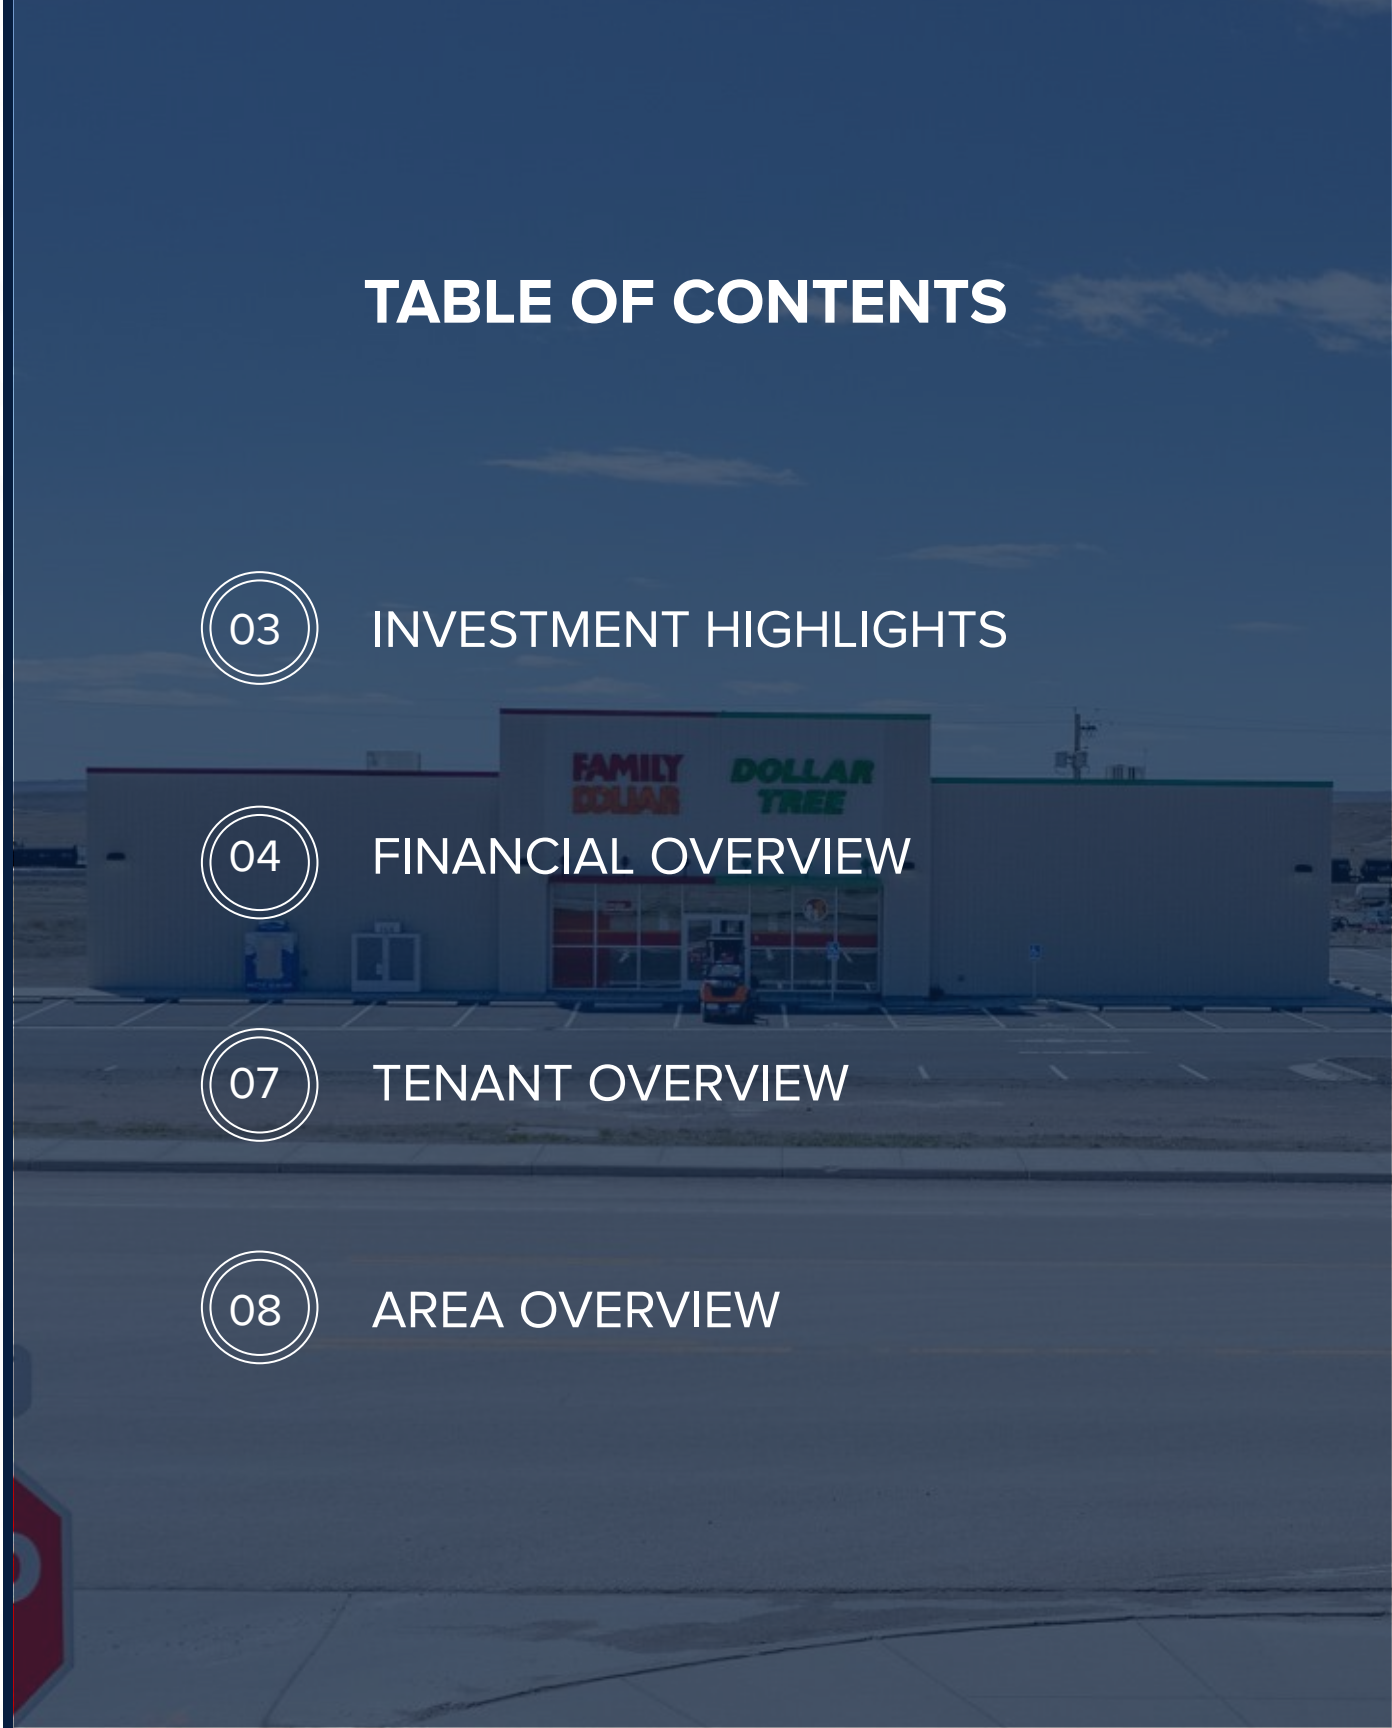 TABLE OF CONTENTS
03 INVESTMENT HIGHLIGHTS
FAMILY DOLLAR
DOLLAR TREE
04 FINANCIAL OVERVIEW
07 TENANT OVERVIEW
08 AREA OVERVIEW